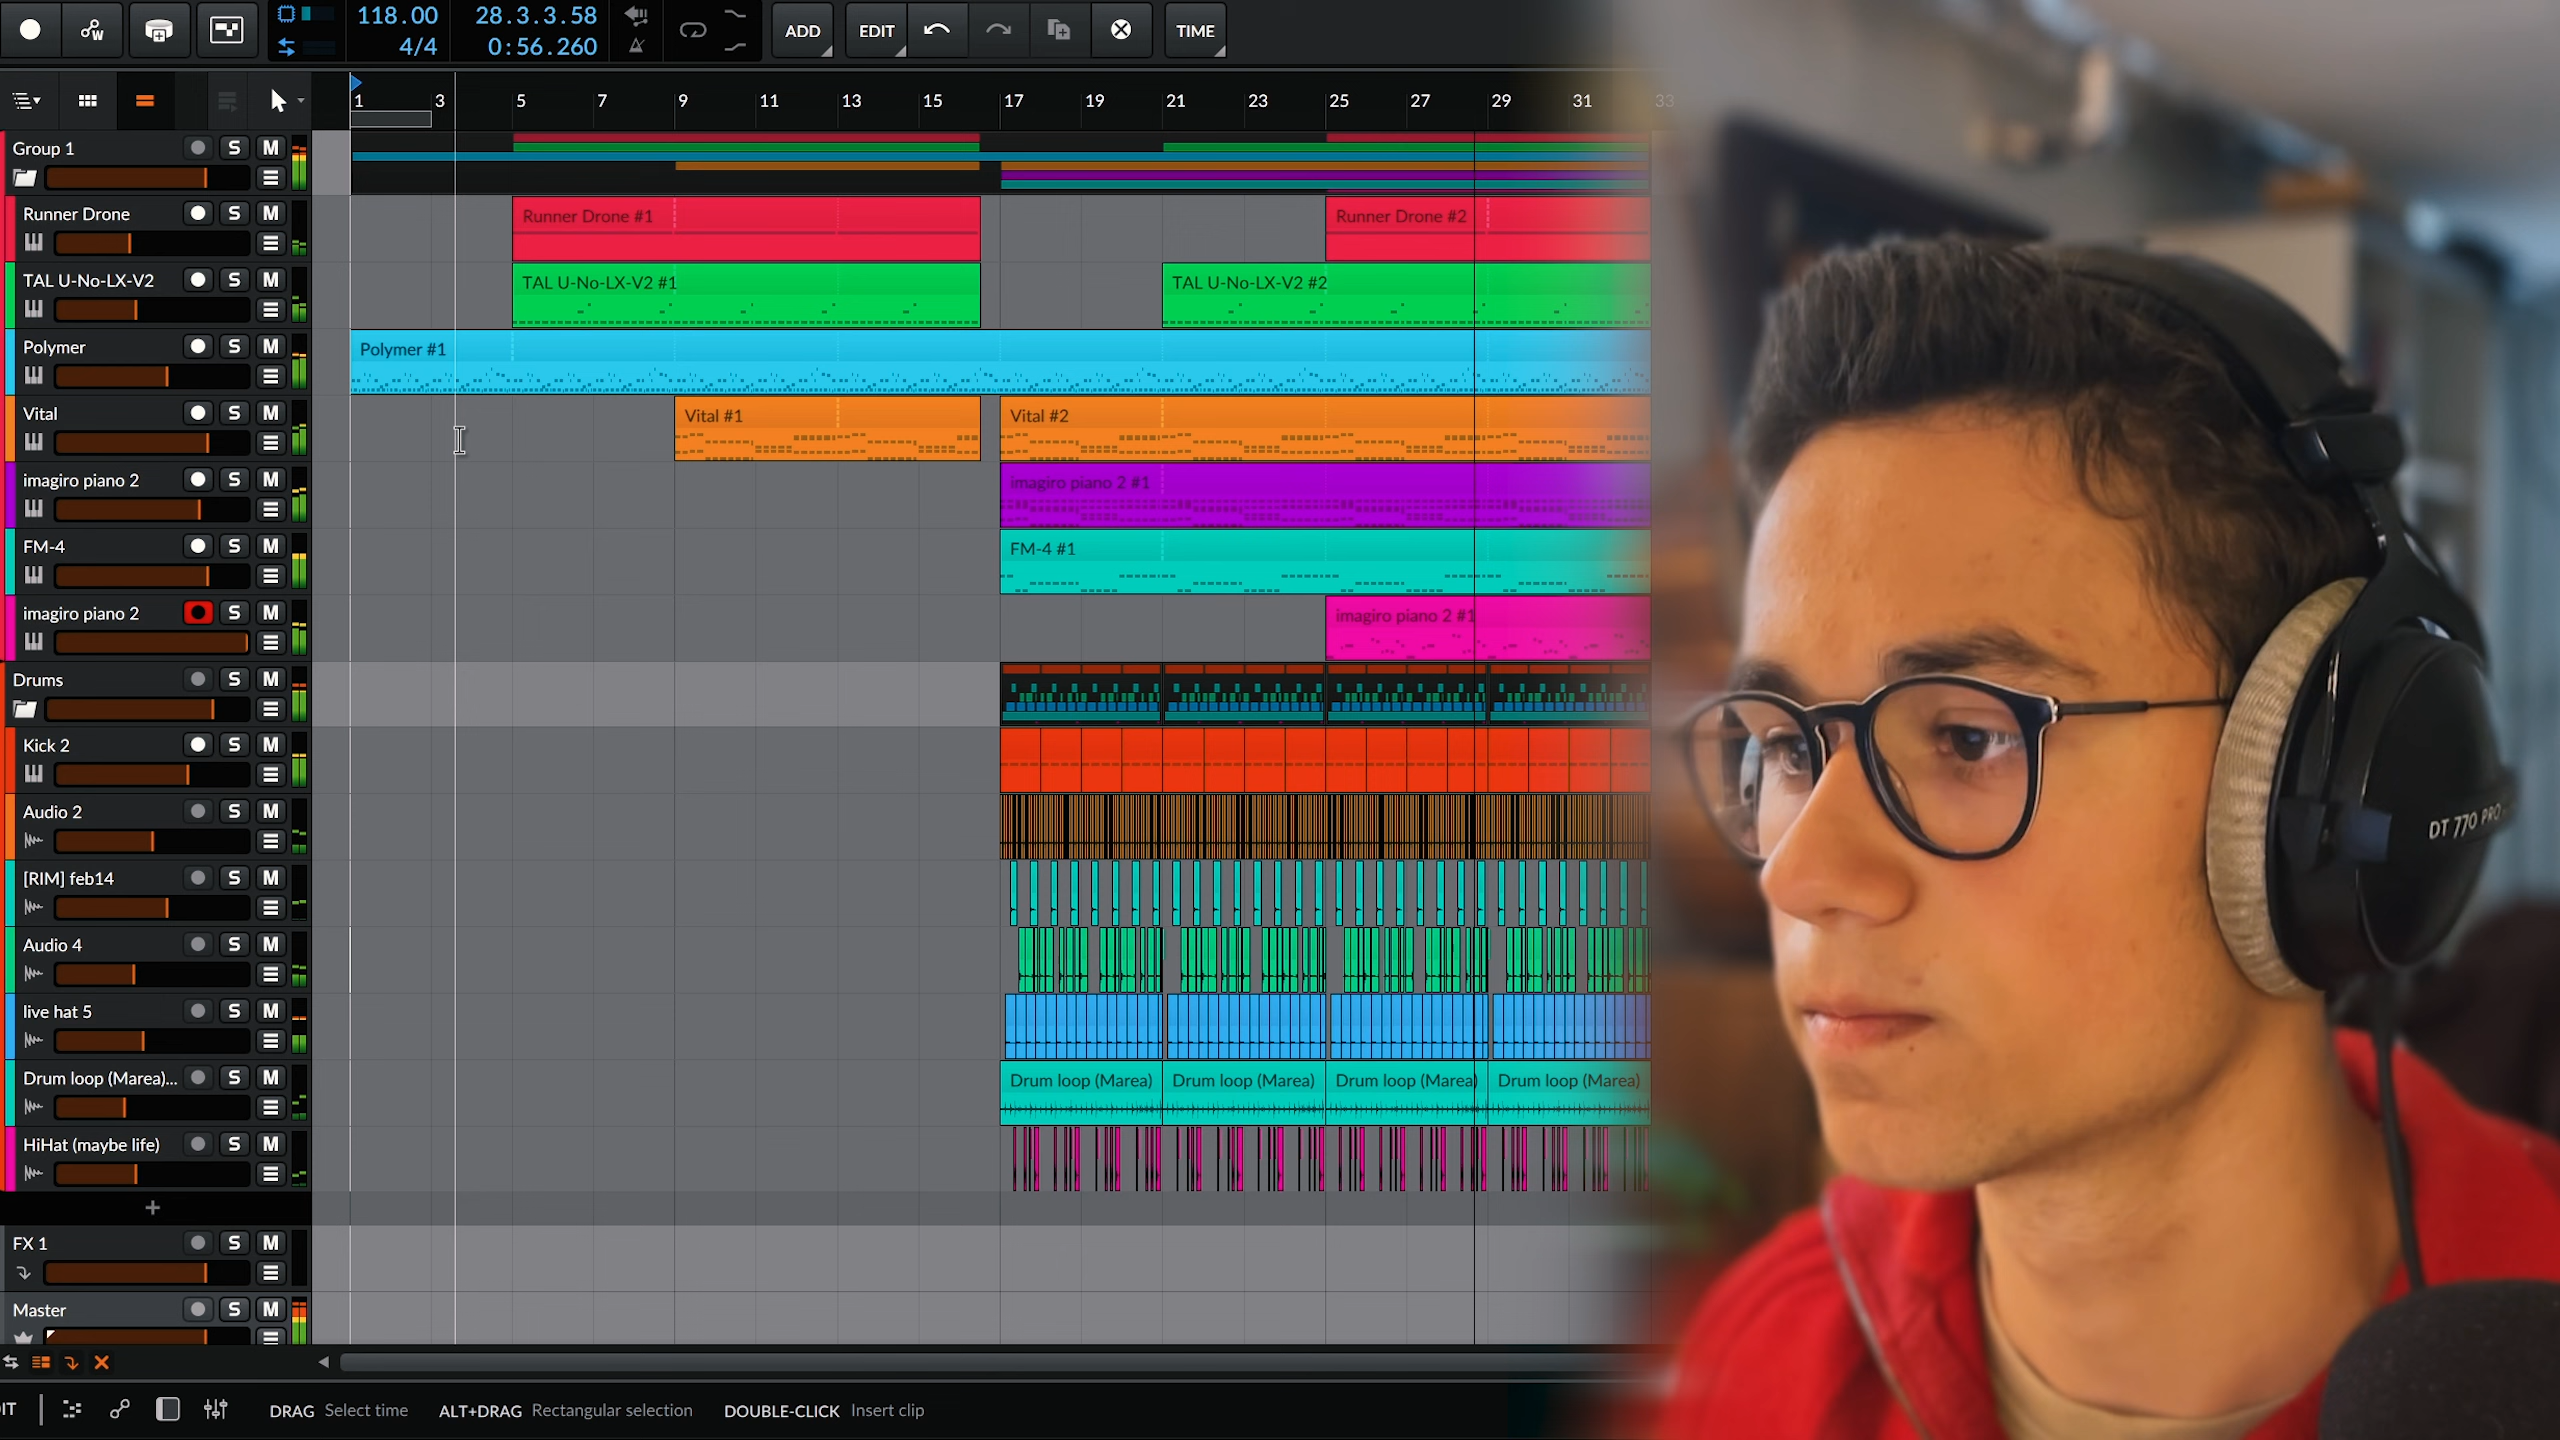 118.00
4/4
28.3.3.58
0:56.260
ADD
EDIT
TIME
1 3 5 7 9 11 13 15 17 19 21 23 25 27 29 31 33
Group 1 S M
Runner Drone S M
Runner Drone #1 Runner Drone #2
TAL U-No-LX-V2 S M
TAL U-No-LX-V2 #1 TAL U-No-LX-V2 #2
Polymer S M
Polymer #1
Vital S M
Vital #1 Vital #2
imagiro piano 2 S M
imagiro piano 2 #1
FM-4 S M
FM-4 #1
imagiro piano 2 S M
imagiro piano 2 #1
Drums S M
Kick 2 S M
Audio 2 S M
[RIM] feb14 S M
Audio 4 S M
live hat 5 S M
Drum loop (Marea)... S M
Drum loop (Marea) Drum loop (Marea) Drum loop (Marea) Drum loop (Marea)
HiHat (maybe life) S M
+
FX 1 S M
Master S M
IT DRAG Select time ALT+DRAG Rectangular selection DOUBLE-CLICK Insert clip
DT 770 PRO